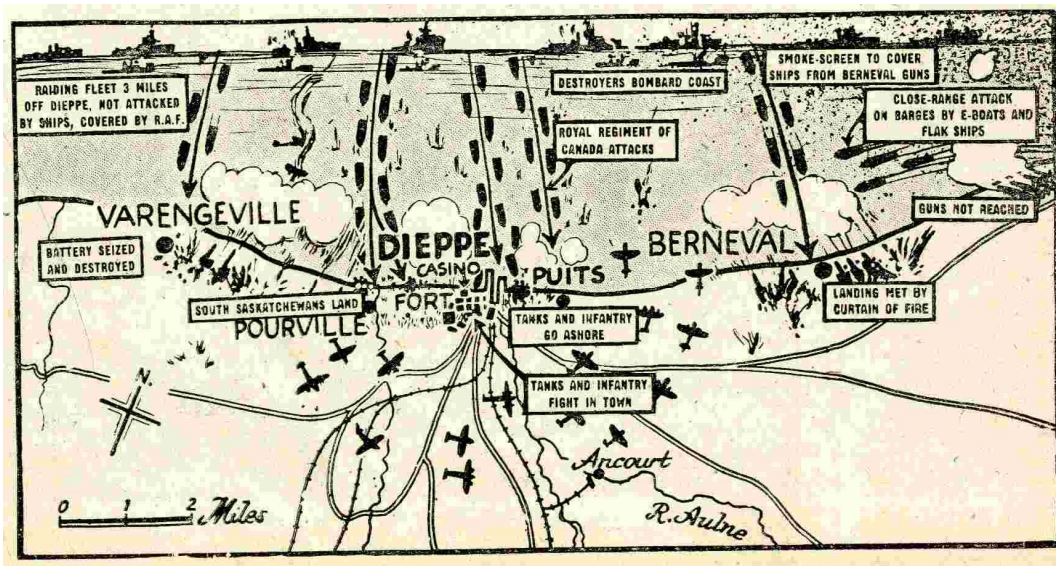 RAIDING FLEET 3 MILES
OFF DIEPPE, NOT ATTACKED
BY SHIPS, COVERED BY R.A.F.
DESTROYERS BOMBARD COAST
SMOKE-SCREEN TO COVER
SHIPS FROM BERNEVAL GUNS
CLOSE-RANGE ATTACK
ON BARGES BY E-BOATS AND
FLAK SHIPS
ROYAL REGIMENT OF
CANADA ATTACKS
GUNS NOT REACHED
VARENGEVILLE
BATTERY SEIZED
AND DESTROYED
DIEPPE
CASINO
FORT
PUITS
BERNEVAL
SOUTH SASKATCHEWANS LAND
POURVILLE
TANKS AND INFANTRY
GO ASHORE
LANDING MET BY
CURTAIN OF FIRE
TANKS AND INFANTRY
FIGHT IN TOWN
N.
Ancourt
R. Aulne
0 1 2 Miles